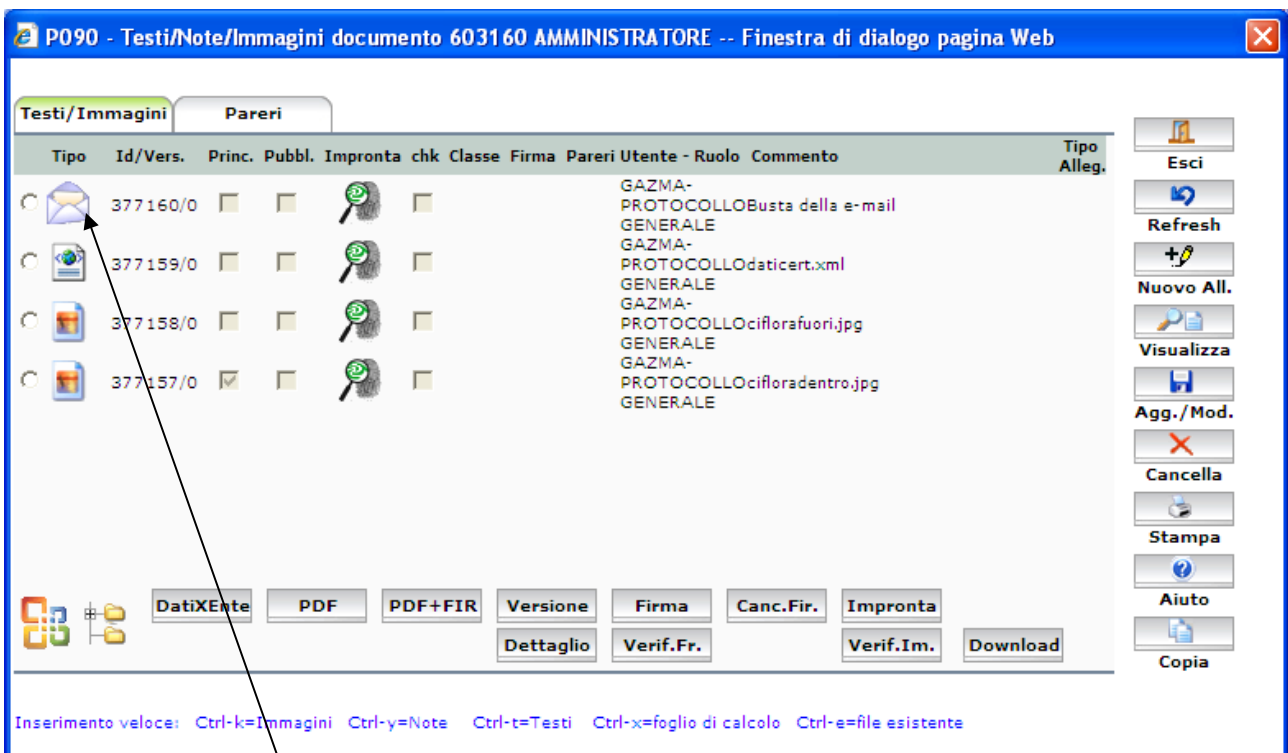 P090 - Testi/Note/Immagini documento 603160 AMMINISTRATORE -- Finestra di dialogo pagina Web
Testi/Immagini Pareri
Tipo Id/Vers. Princ. Pubbl. Impronta chk Classe Firma Pareri Utente - Ruolo Commento Tipo Alleg.
GAZMA-
377160/0 PROTOCOLLO Busta della e-mail
GENERALE
GAZMA-
377159/0 PROTOCOLLO daticert.xml
GENERALE
GAZMA-
377158/0 PROTOCOLLO ciflorafuori.jpg
GENERALE
GAZMA-
377157/0 PROTOCOLLO cifloradentro.jpg
GENERALE
Esci
Refresh
Nuovo All.
Visualizza
Agg./Mod.
Cancella
Stampa
Aiuto
Copia
DatiXEnte PDF PDF+FIR Versione Firma Canc.Fir. Impronta
Dettaglio Verif.Fr. Verif.Im. Download
Inserimento veloce: Ctrl-k=Immagini Ctrl-y=Note Ctrl-t=Testi Ctrl-x=foglio di calcolo Ctrl-e=file esistente